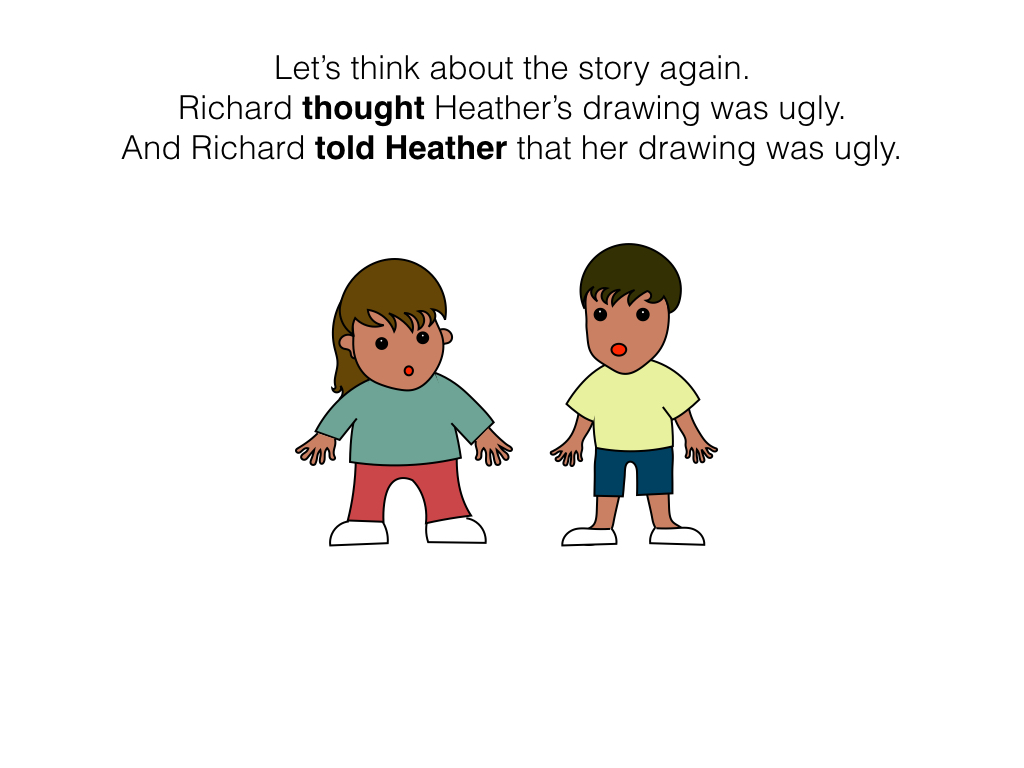 Let’s think about the story again.
Richard thought Heather’s drawing was ugly.
And Richard told Heather that her drawing was ugly.